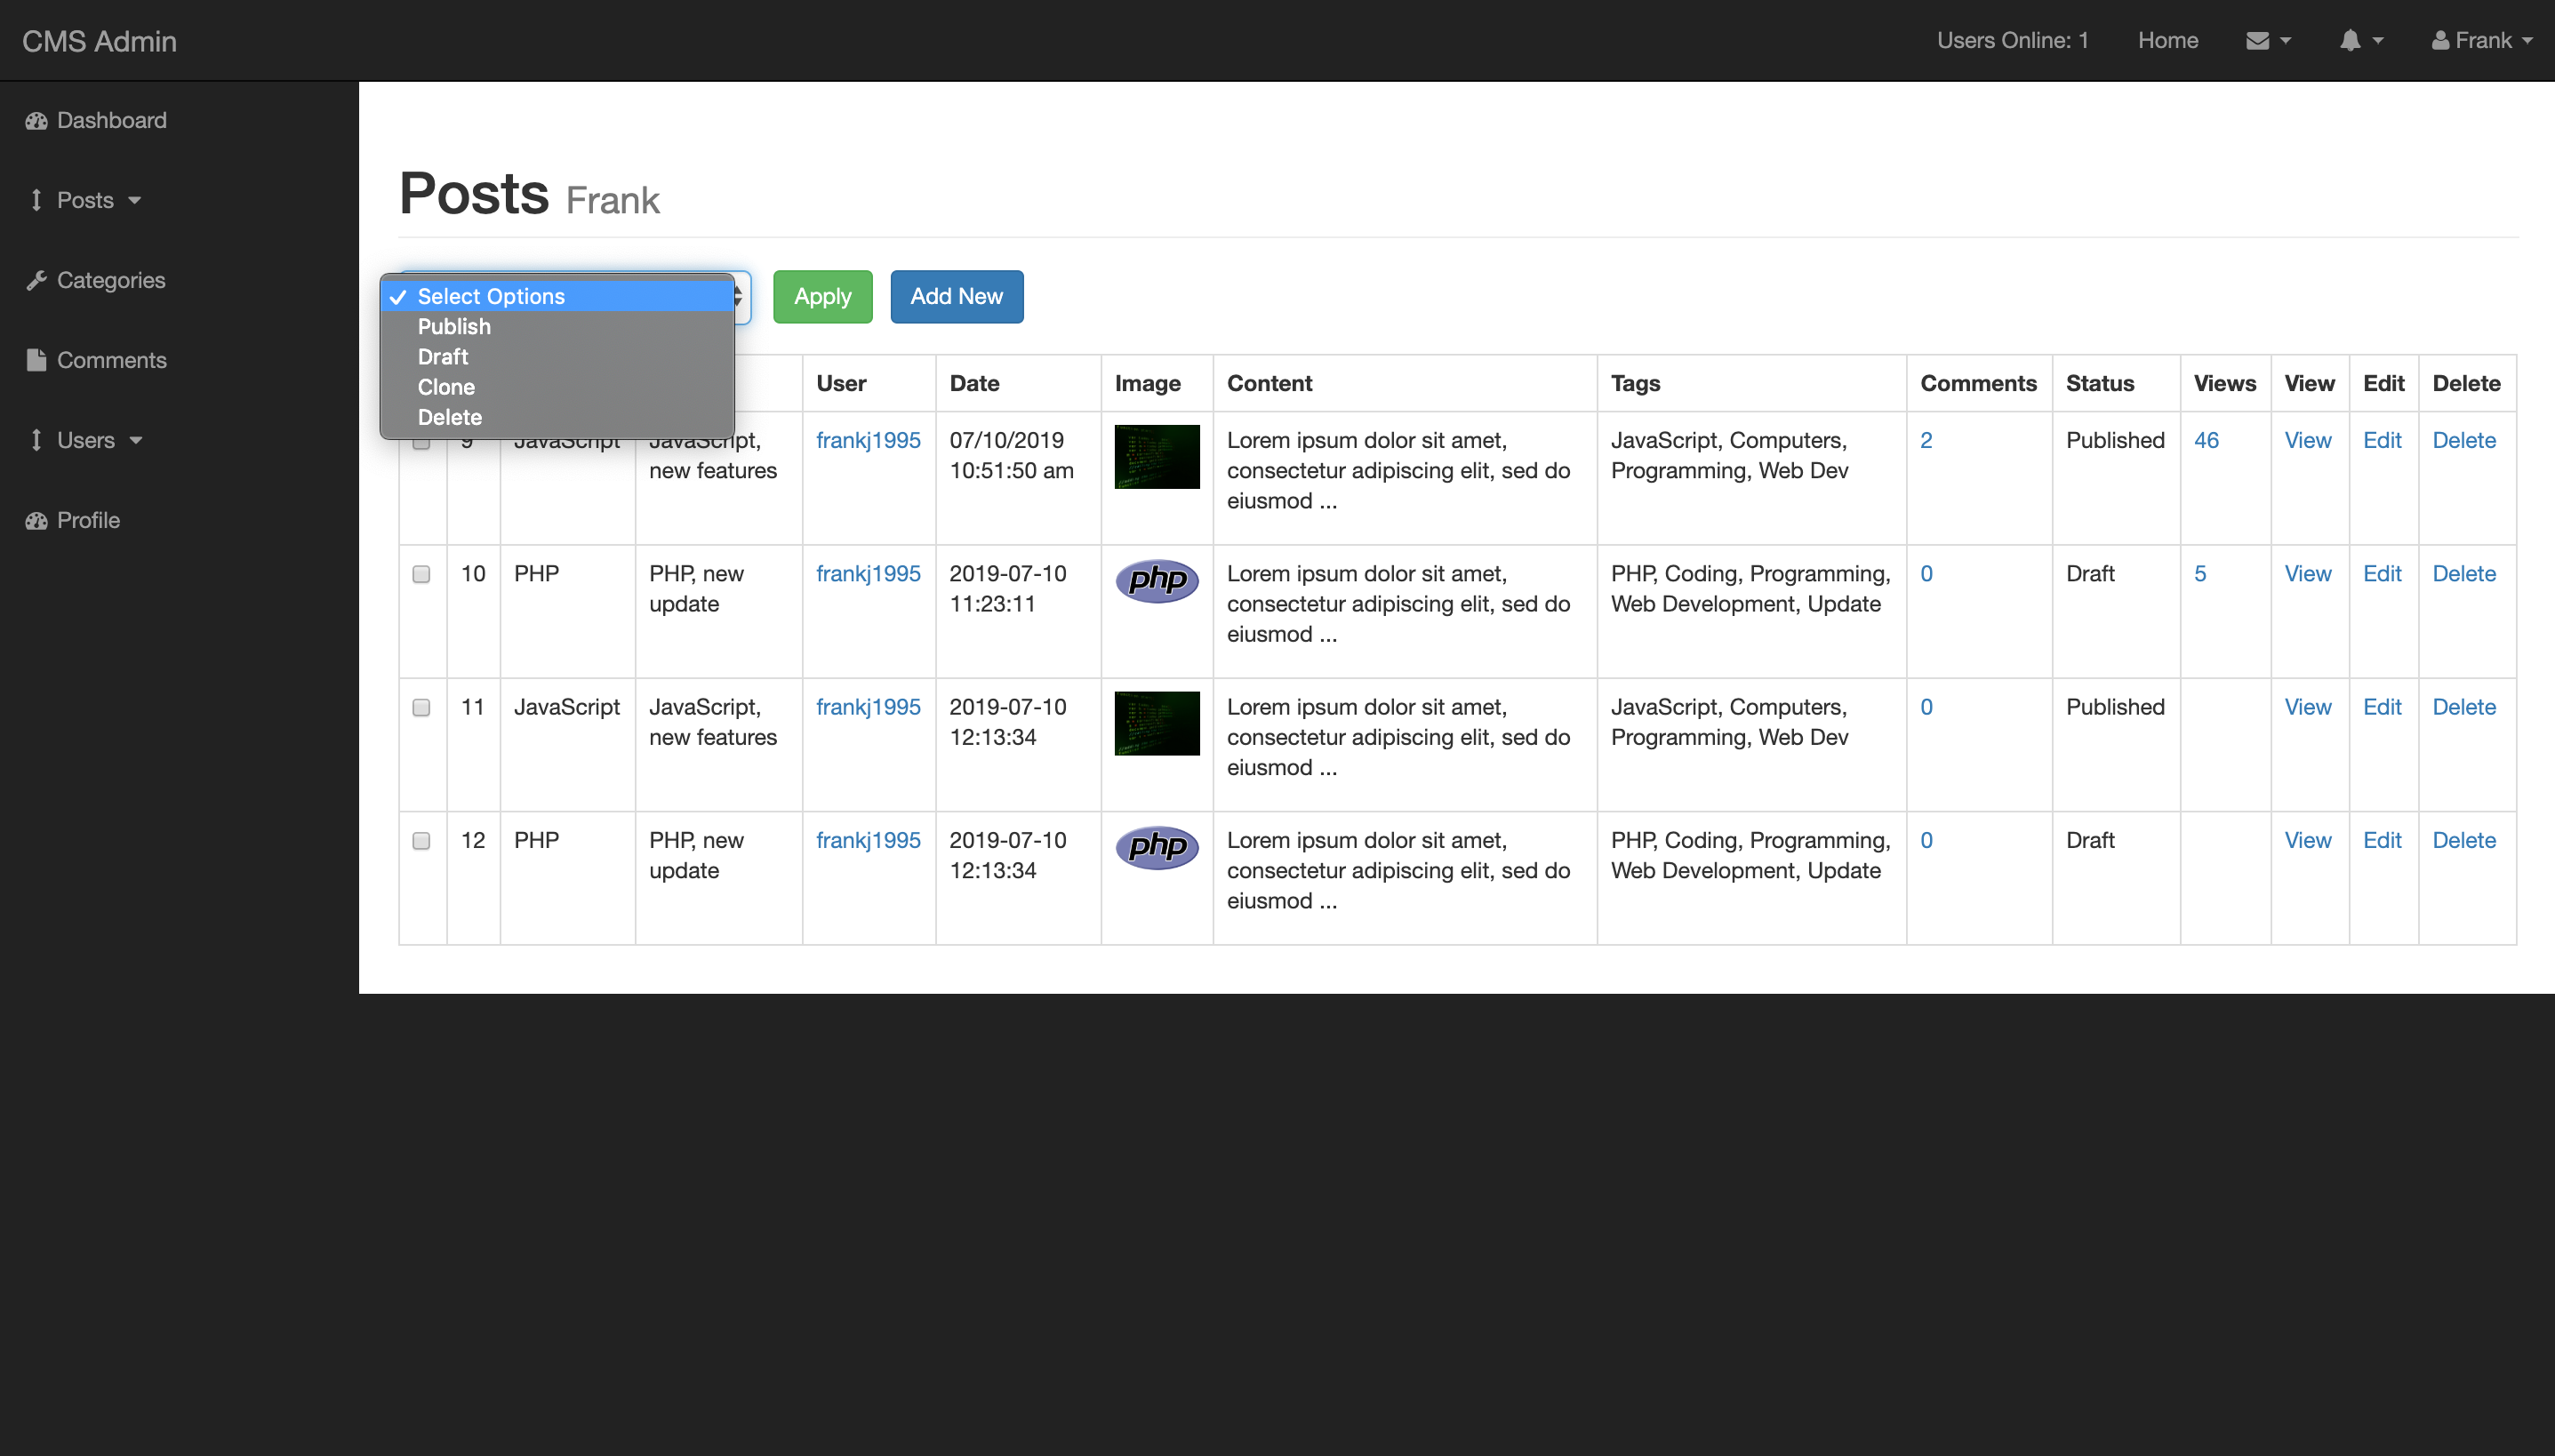 CMS Admin
Users Online: 1 Home Frank
Dashboard
Posts
Categories
Comments
Users
Profile
Posts Frank
Select Options
Publish
Draft
Clone
Delete
Apply Add New
User Date Image Content Tags Comments Status Views View Edit Delete
9 JavaScript JavaScript, frankj1995 07/10/2019 Lorem ipsum dolor sit amet, JavaScript, Computers, 2 Published 46 View Edit Delete
new features 10:51:50 am consectetur adipiscing elit, sed do Programming, Web Dev
eiusmod ...
10 PHP PHP, new frankj1995 2019-07-10 php Lorem ipsum dolor sit amet, PHP, Coding, Programming, 0 Draft 5 View Edit Delete
update 11:23:11 consectetur adipiscing elit, sed do Web Development, Update
eiusmod ...
11 JavaScript JavaScript, frankj1995 2019-07-10 Lorem ipsum dolor sit amet, JavaScript, Computers, 0 Published View Edit Delete
new features 12:13:34 consectetur adipiscing elit, sed do Programming, Web Dev
eiusmod ...
12 PHP PHP, new frankj1995 2019-07-10 php Lorem ipsum dolor sit amet, PHP, Coding, Programming, 0 Draft View Edit Delete
update 12:13:34 consectetur adipiscing elit, sed do Web Development, Update
eiusmod ...